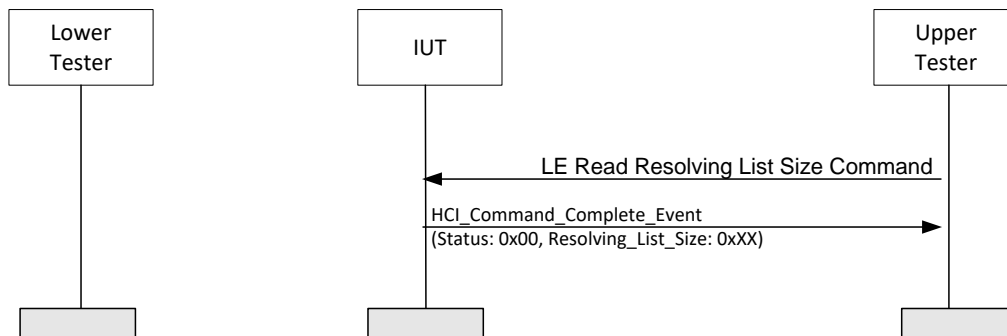 Lower
Tester
IUT
Upper
Tester
LE Read Resolving List Size Command
HCI_Command_Complete_Event
(Status: 0x00, Resolving_List_Size: 0xXX)